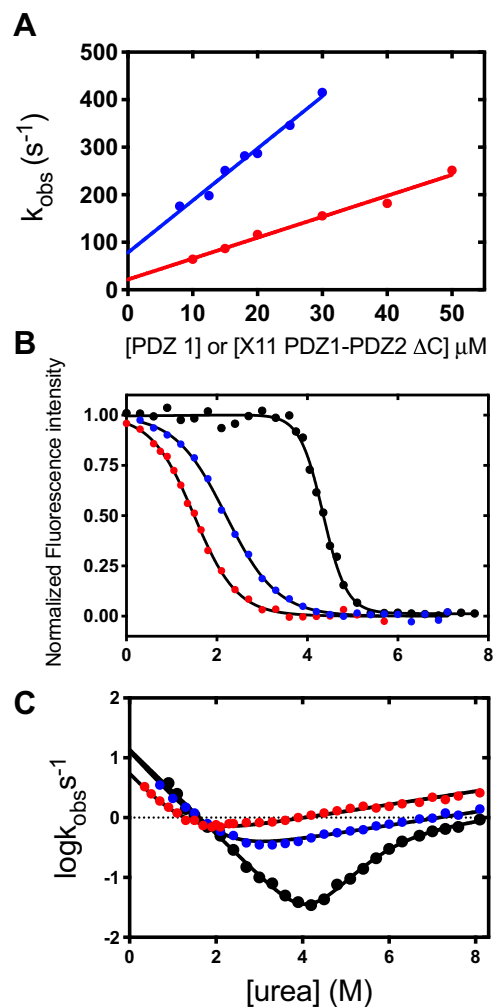 A
500
400
300
200
100
0
k_obs (s⁻¹)
0 10 20 30 40 50
[PDZ 1] or [X11 PDZ1-PDZ2 ΔC] μM
B
1.00
0.75
0.50
0.25
0.00
Normalized Fluorescence intensity
0 2 4 6 8
C
2
1
0
-1
-2
logk_obs s⁻¹
0 2 4 6 8
[urea] (M)